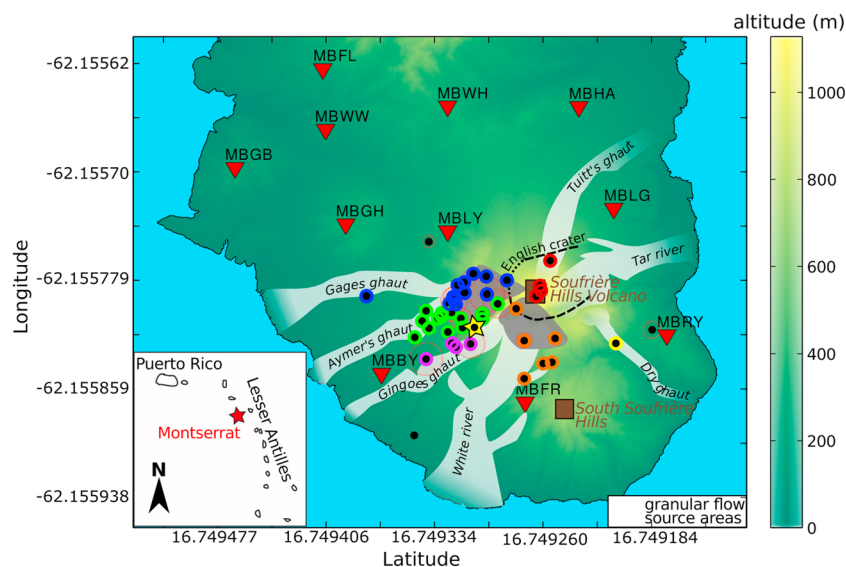 altitude (m)
-62.15562
MBFL
1000
MBWH
MBHA
MBWW
MBGB
-62.15570
Tuitt's ghaut
800
MBLG
MBGH
MBLY
English crater
Tar river
600
Longitude
-62.155779
Gages ghaut
Soufrière
Hills Volcano
Aymer's ghaut
MBRY
400
Puerto Rico
MBBY
Gingoes ghaut
Dry ghaut
-62.155859
MBFR
Lesser Antilles
South Soufrière
Hills
Montserrat
White river
200
N
-62.155938
granular flow
source areas
0
16.749477
16.749406
16.749334
16.749260
16.749184
Latitude